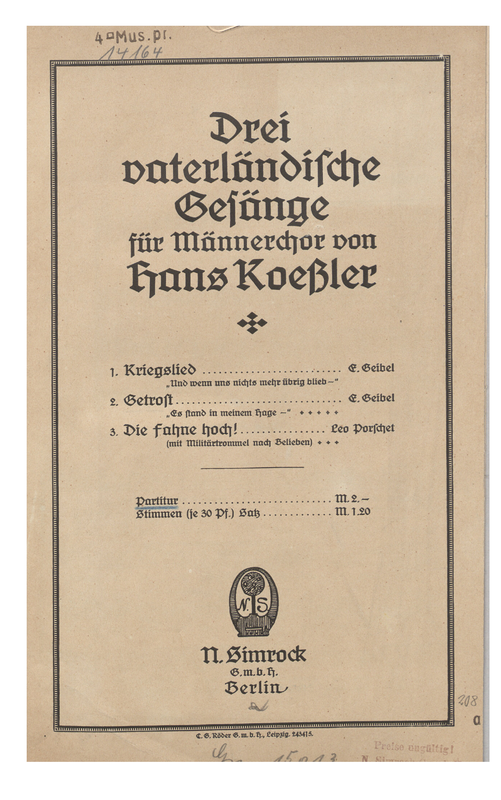 4° Mus.pr.
14164
Drei
vaterländische
Gesänge
für Männerchor von
Hans Koeßler
1. Kriegslied ........................ E. Geibel
„Und wenn uns nichts mehr übrig blieb—“
2. Getrost ............................. E. Geibel
„Es stand in meinem Hage —“
3. Die Fahne hoch! ............... Leo Porschet
(mit Militärtrommel nach Belieben)
Partitur ............................. M. 2.—
Stimmen (je 30 Pf.) Satz ............ M. 1.20
N. S
N. Simrock
G.m.b.H.
Berlin
208
a
C. G. Röder G.m.b.H., Leipzig.
Preise ungültig!